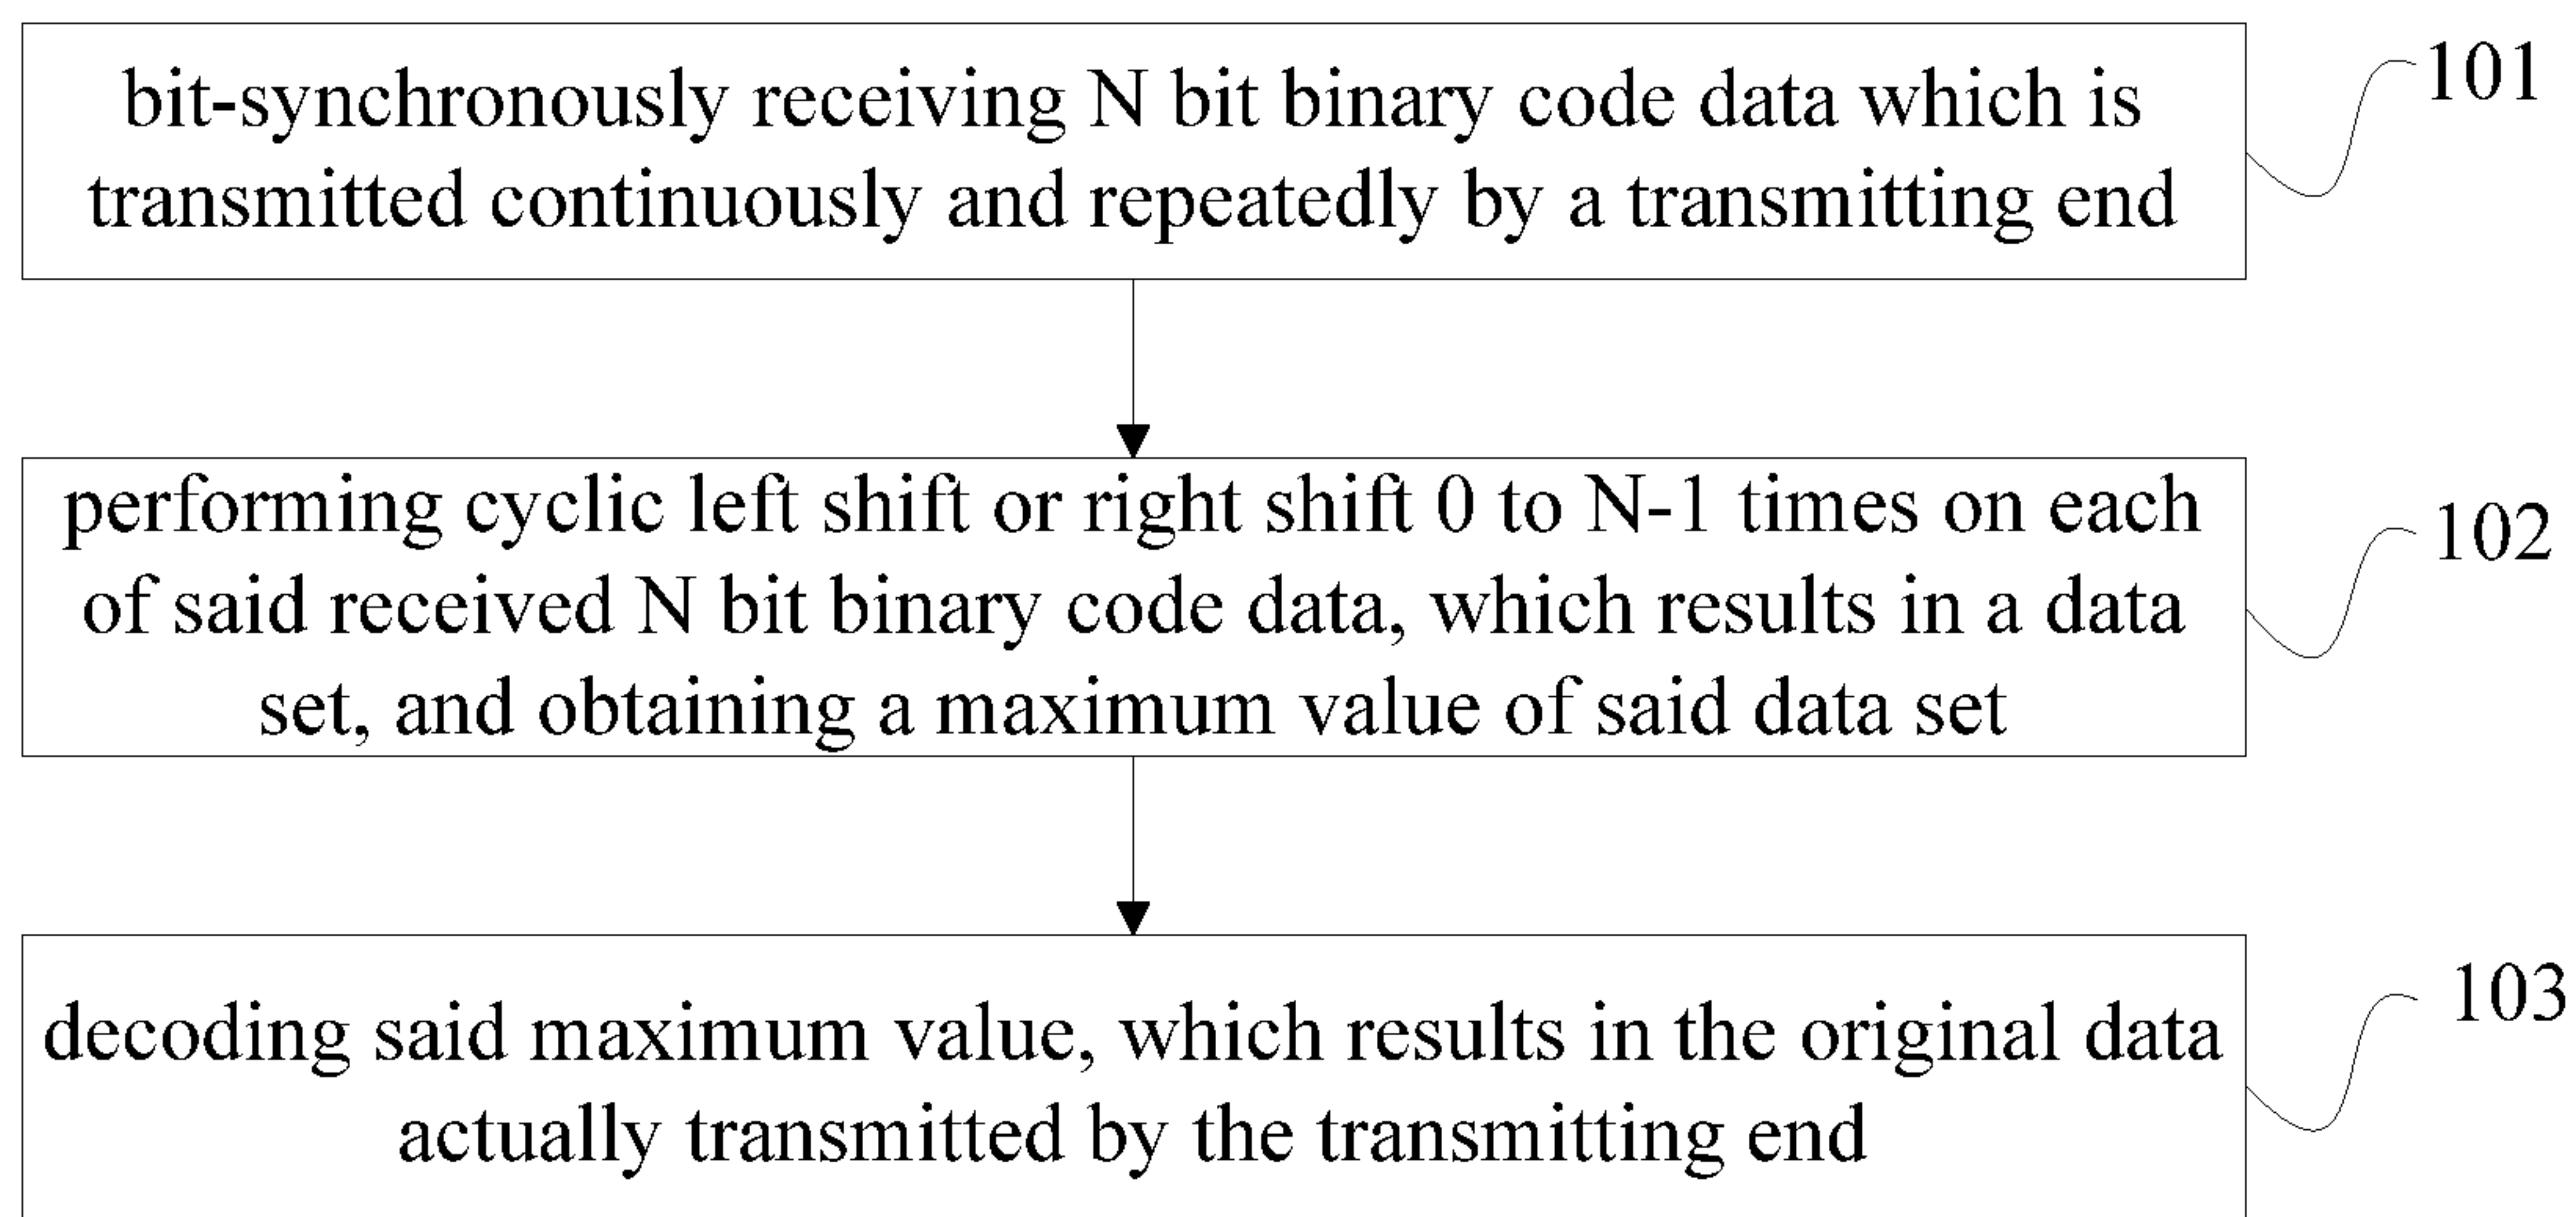 bit-synchronously receiving N bit binary code data which is
transmitted continuously and repeatedly by a transmitting end
101
performing cyclic left shift or right shift 0 to N-1 times on each
of said received N bit binary code data, which results in a data
set, and obtaining a maximum value of said data set
102
decoding said maximum value, which results in the original data
actually transmitted by the transmitting end
103